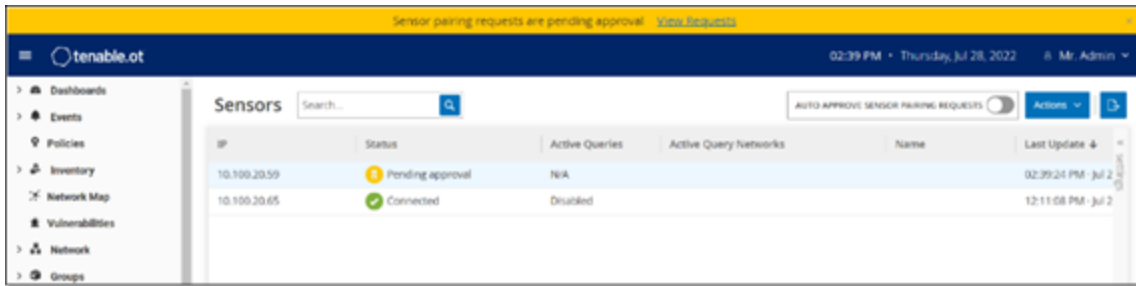 Sensor pairing requests are pending approval View Requests
tenable.ot 02:39 PM • Thursday, Jul 28, 2022 Mr. Admin
Dashboards
Events
Policies
Inventory
Network Map
Vulnerabilities
Network
Groups
Sensors Search... AUTO APPROVE SENSOR PAIRING REQUESTS Actions
IP Status Active Queries Active Query Networks Name Last Update
10.100.20.59 Pending approval N/A 02:39:24 PM - Jul 2
10.100.20.65 Connected Disabled 12:11:08 PM - Jul 2
Settings